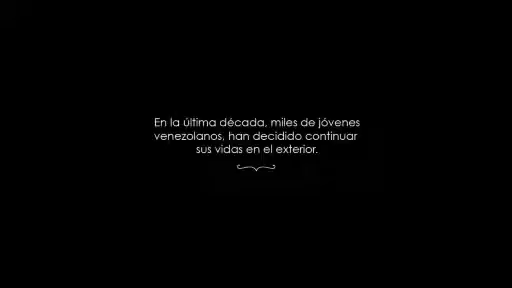 En la última década, miles de jóvenes
venezolanos, han decidido continuar
sus vidas en el exterior.